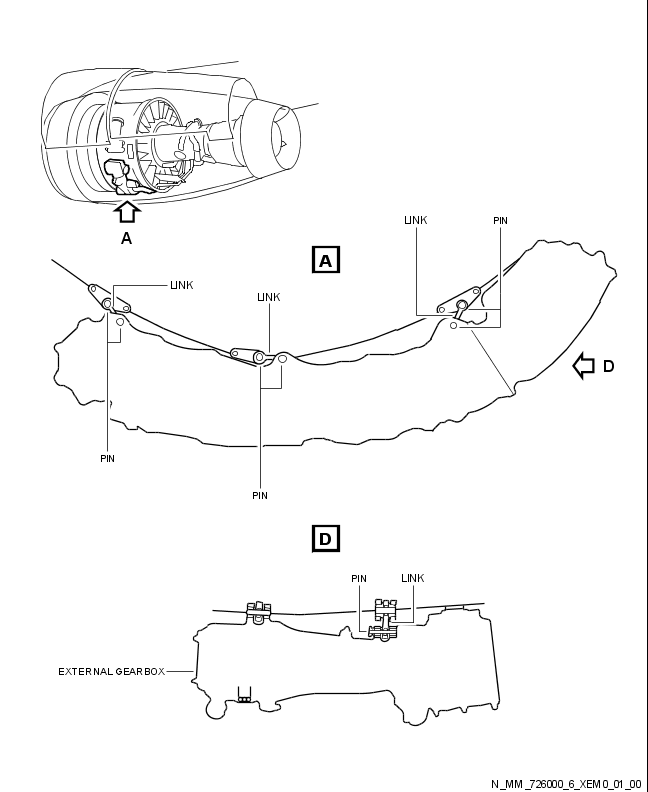 A
LINK
PIN
A
LINK
LINK
D
PIN
PIN
D
PIN
LINK
EXTERNAL GEARBOX
N_MM_726000_6_XEM0_01_00